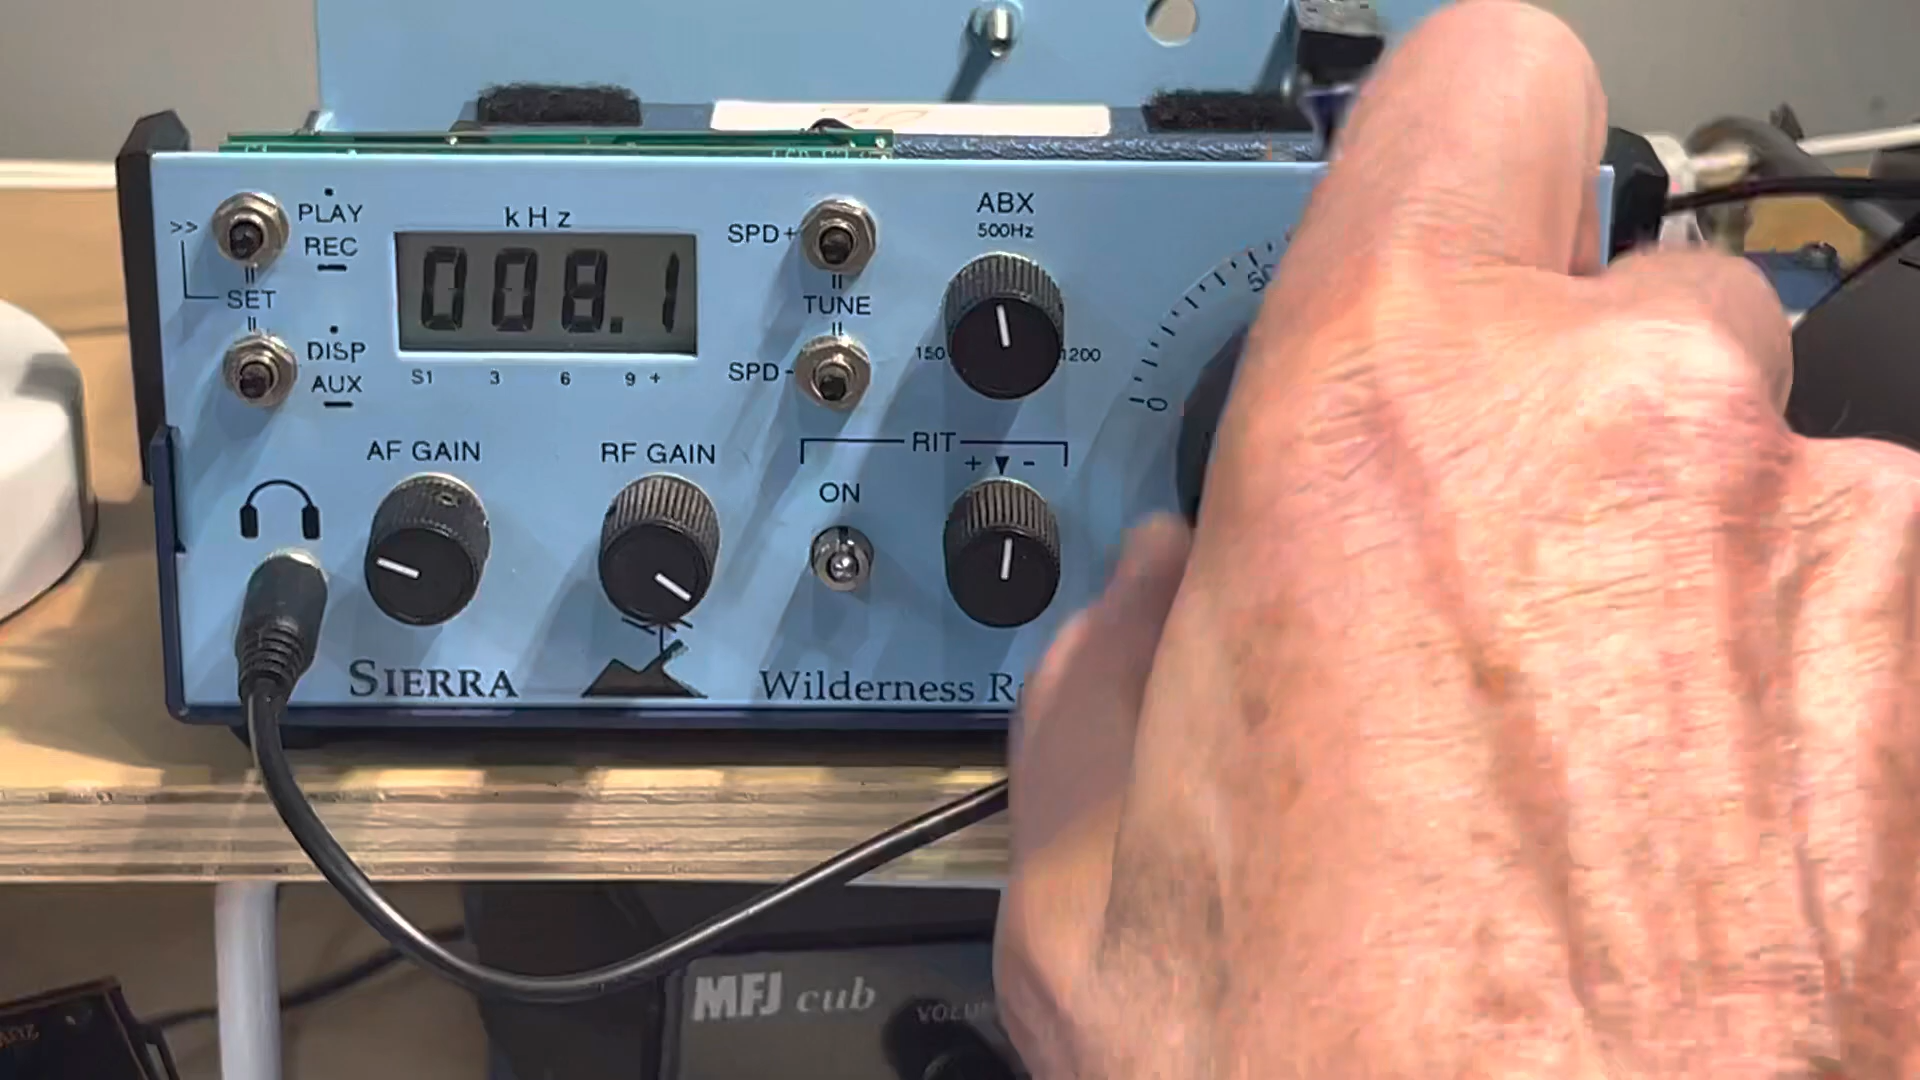 kHz
008.1
S1 3 6 9 +
>>
PLAY
REC
SET
DISP
AUX
SPD+
TUNE
SPD-
ABX
500Hz
150
1200
0
50
AF GAIN
RF GAIN
RIT
+ -
ON
SIERRA
Wilderness
MFJ cub